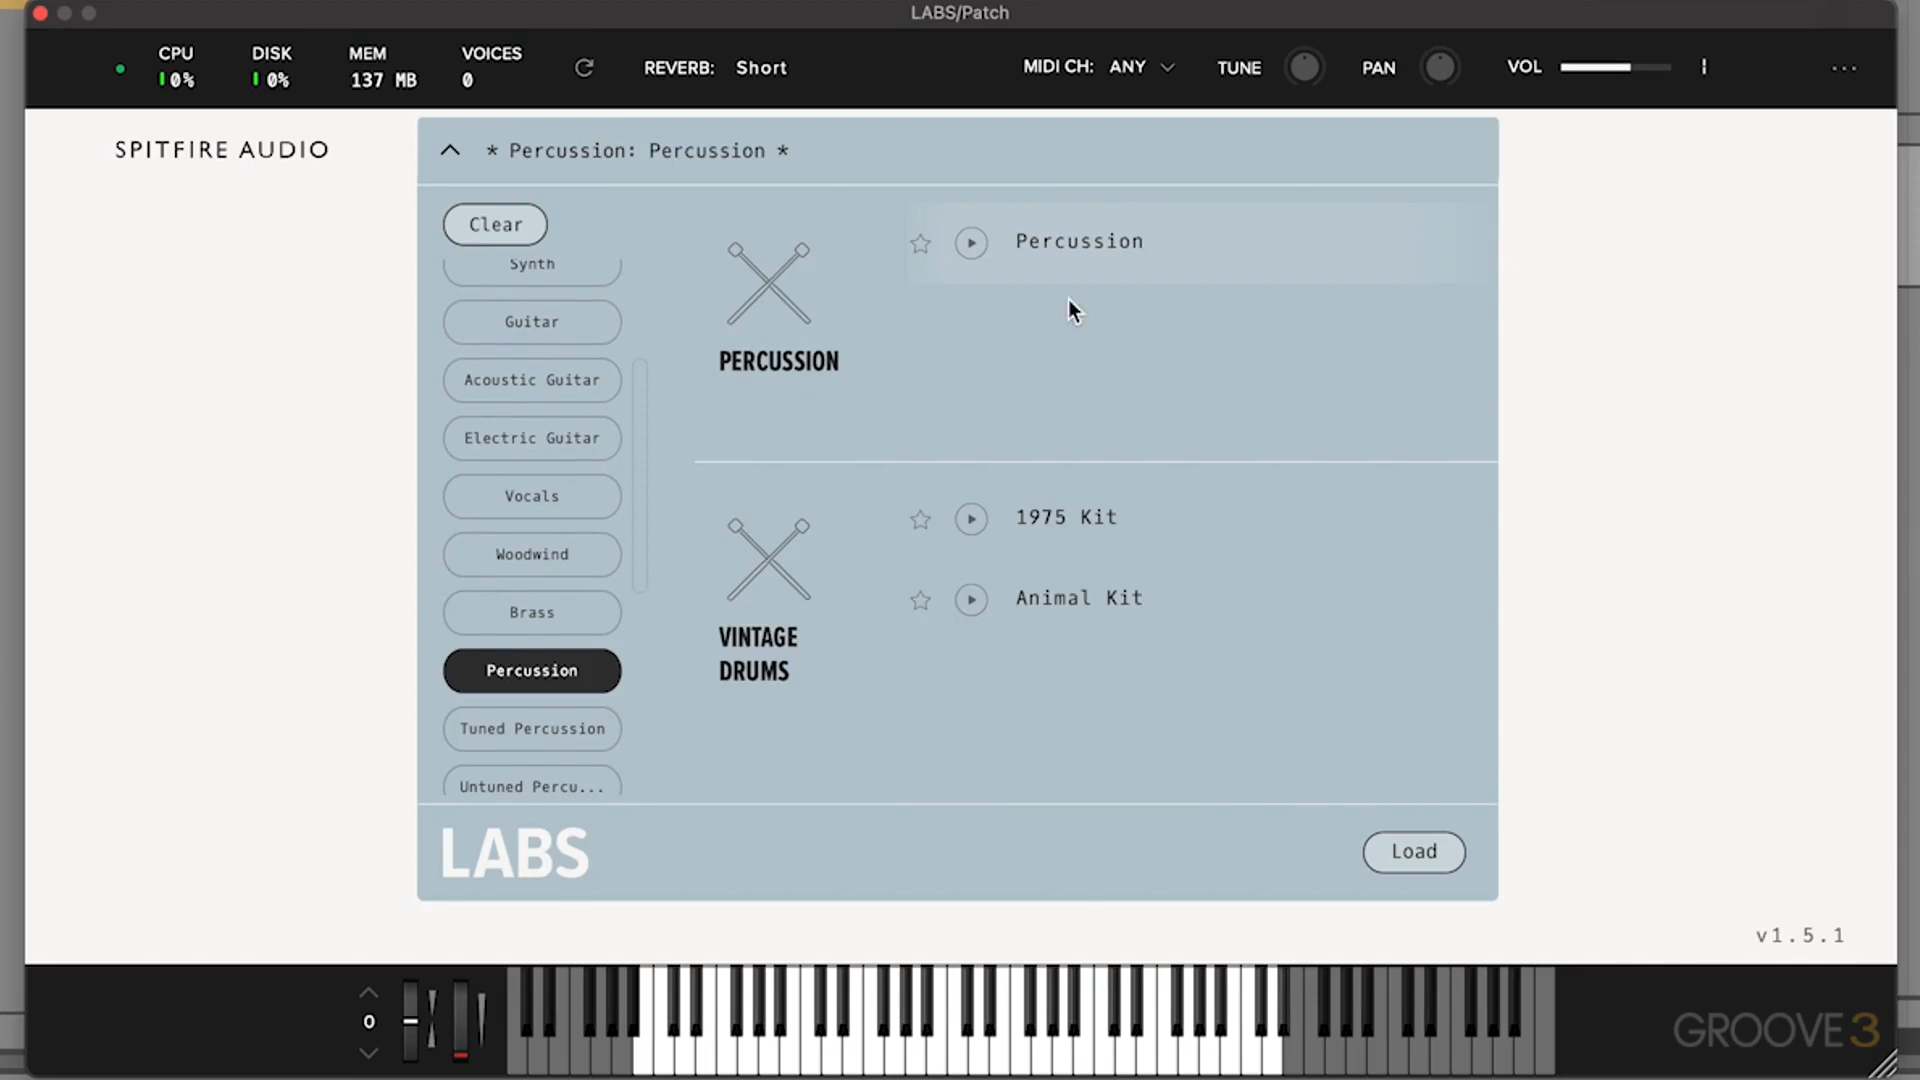 LABS/Patch
CPU
0%
DISK
0%
MEM
137 MB
VOICES
0
REVERB: Short
MIDI CH: ANY
TUNE
PAN
VOL
...
SPITFIRE AUDIO
* Percussion: Percussion *
Clear
Synth
Guitar
Acoustic Guitar
Electric Guitar
Vocals
Woodwind
Brass
Percussion
Tuned Percussion
Untuned Percu...
PERCUSSION
Percussion
VINTAGE
DRUMS
1975 Kit
Animal Kit
LABS
Load
v1.5.1
0
GROOVE3